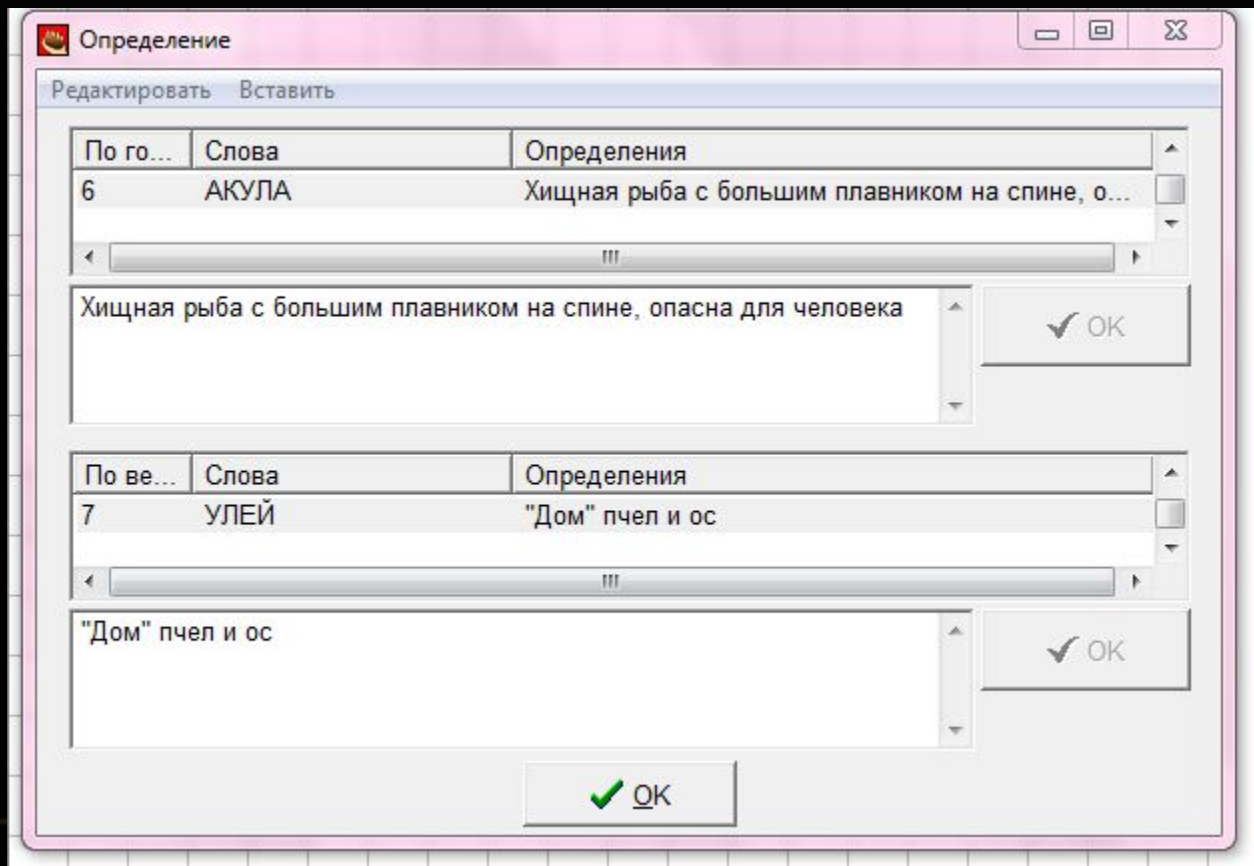 Определение
Редактировать Вставить
По го... Слова Определения
6 АКУЛА Хищная рыба с большим плавником на спине, о...
Хищная рыба с большим плавником на спине, опасна для человека
OK
По ве... Слова Определения
7 УЛЕЙ "Дом" пчел и ос
"Дом" пчел и ос
OK
OK